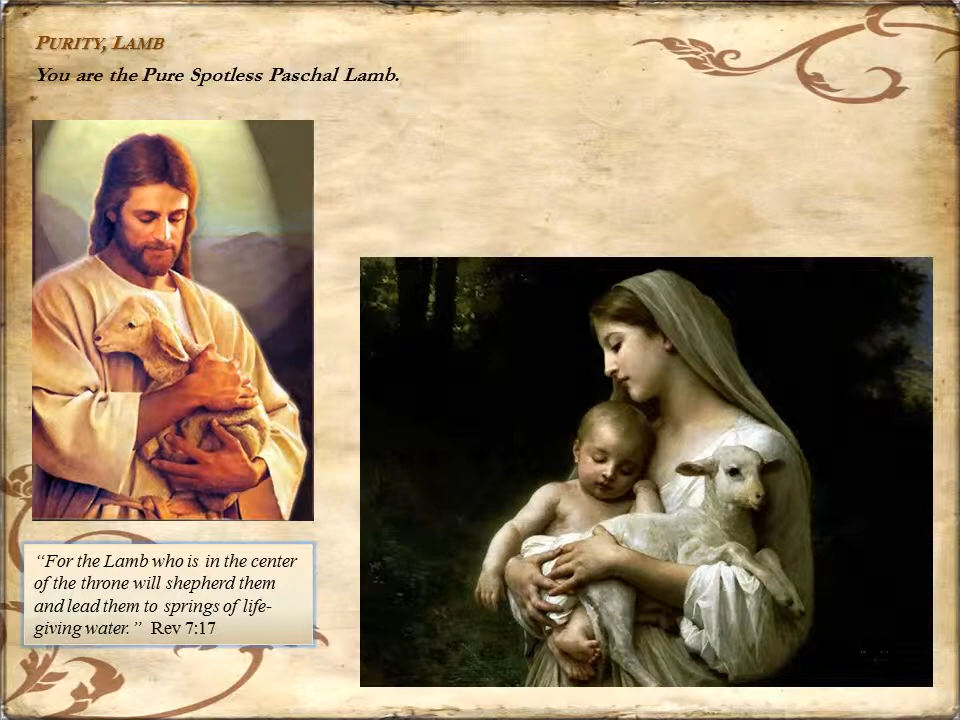 PURITY, LAMB
You are the Pure Spotless Paschal Lamb.
“For the Lamb who is in the center
of the throne will shepherd them
and lead them to springs of life-
giving water.” Rev 7:17